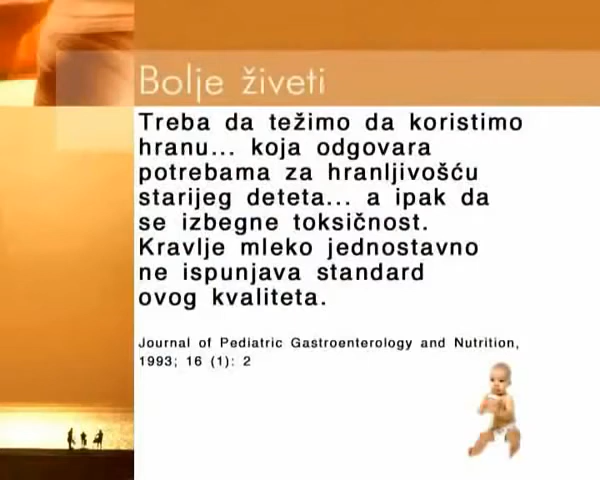 Bolje živeti
Treba da težimo da koristimo
hranu... koja odgovara
potrebama za hranljivošću
starijeg deteta... a ipak da
se izbegne toksičnost.
Kravlje mleko jednostavno
ne ispunjava standard
ovog kvaliteta.
Journal of Pediatric Gastroenterology and Nutrition,
1993; 16 (1): 2